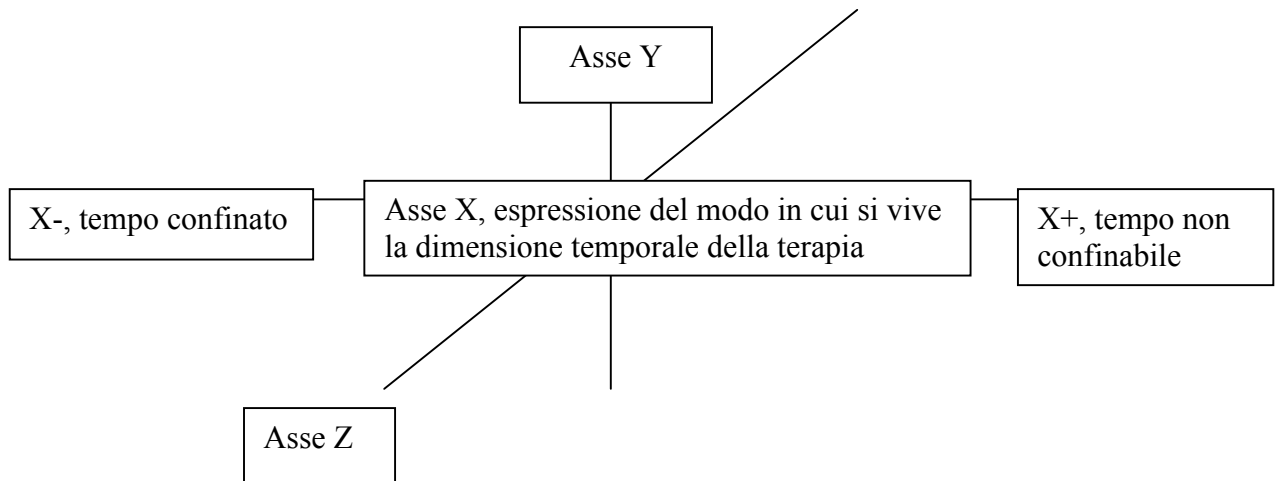 Asse Y
X-, tempo confinato
Asse X, espressione del modo in cui si vive
la dimensione temporale della terapia
X+, tempo non
confinabile
Asse Z